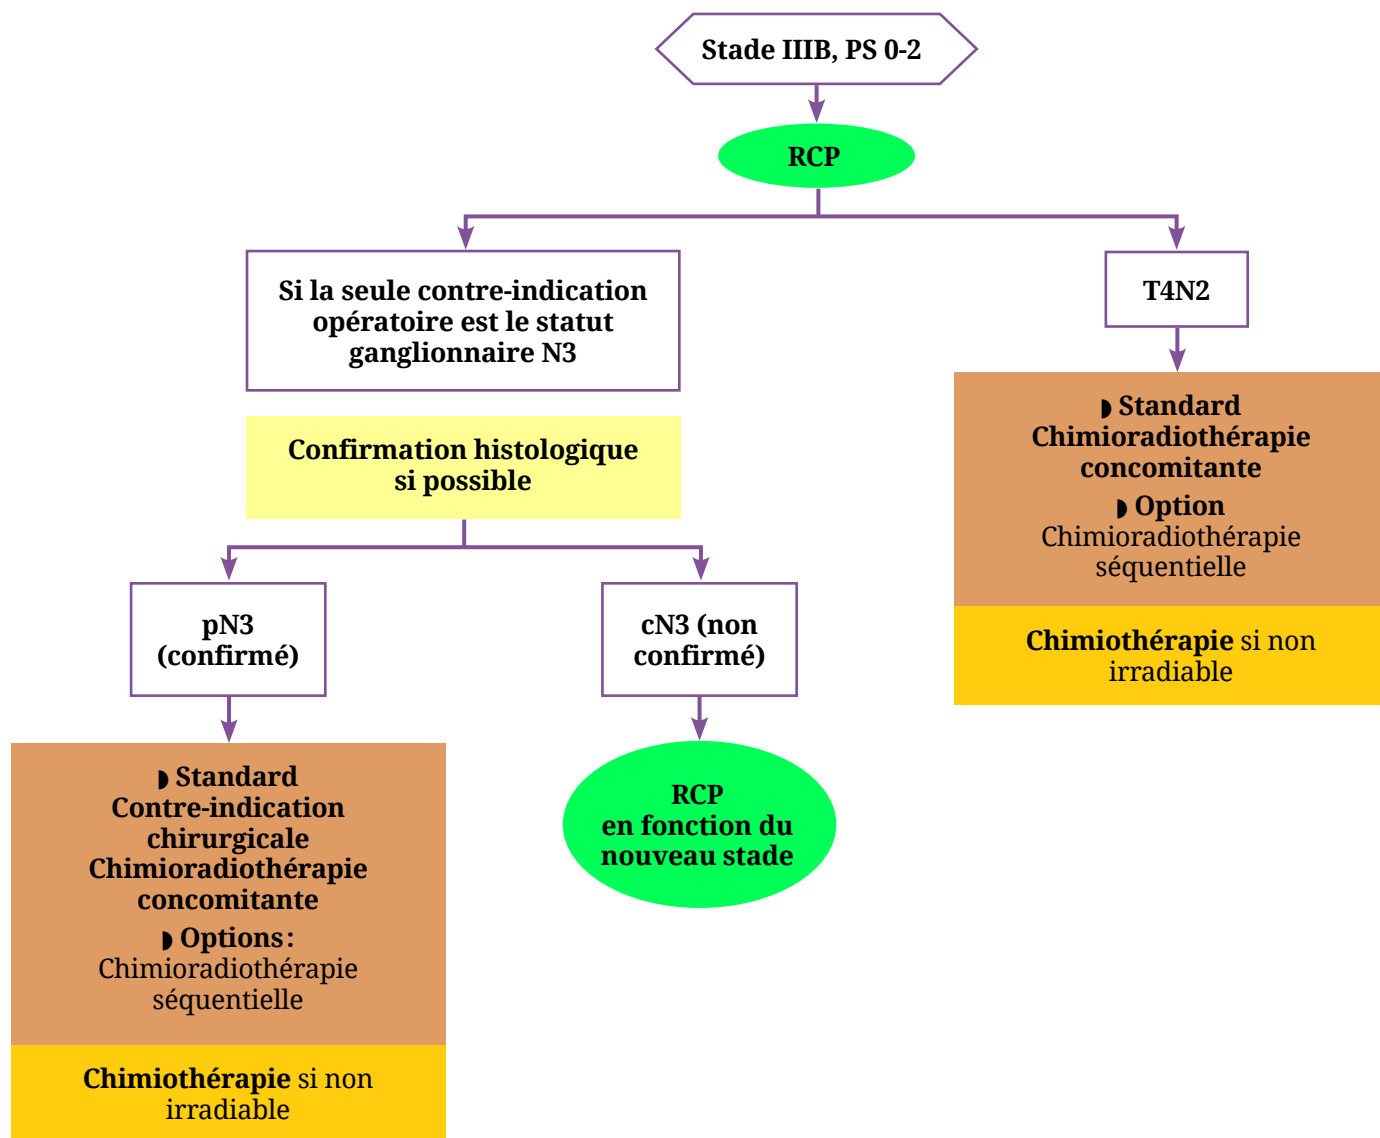 Stade IIIB, PS 0-2
RCP
Si la seule contre-indication
opératoire est le statut
ganglionnaire N3
T4N2
Confirmation histologique
si possible
◗ Standard
Chimioradiothérapie
concomitante
◗ Option
Chimioradiothérapie
séquentielle
Chimiothérapie si non
irradiable
pN3
(confirmé)
cN3 (non
confirmé)
◗ Standard
Contre-indication
chirurgicale
Chimioradiothérapie
concomitante
◗ Options :
Chimioradiothérapie
séquentielle
Chimiothérapie si non
irradiable
RCP
en fonction du
nouveau stade